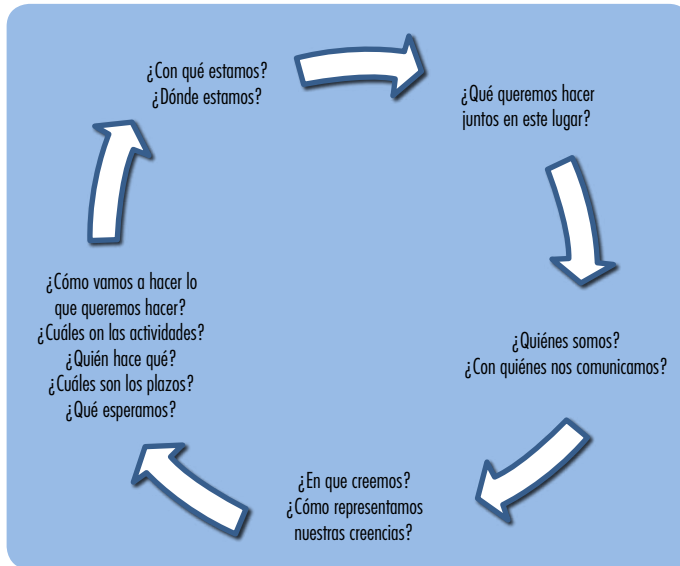 ¿Con qué estamos?
¿Dónde estamos?
¿Qué queremos hacer
juntos en este lugar?
¿Quiénes somos?
¿Con quiénes nos comunicamos?
¿En que creemos?
¿Cómo representamos
nuestras creencias?
¿Cómo vamos a hacer lo
que queremos hacer?
¿Cuáles on las actividades?
¿Quién hace qué?
¿Cuáles son los plazos?
¿Qué esperamos?